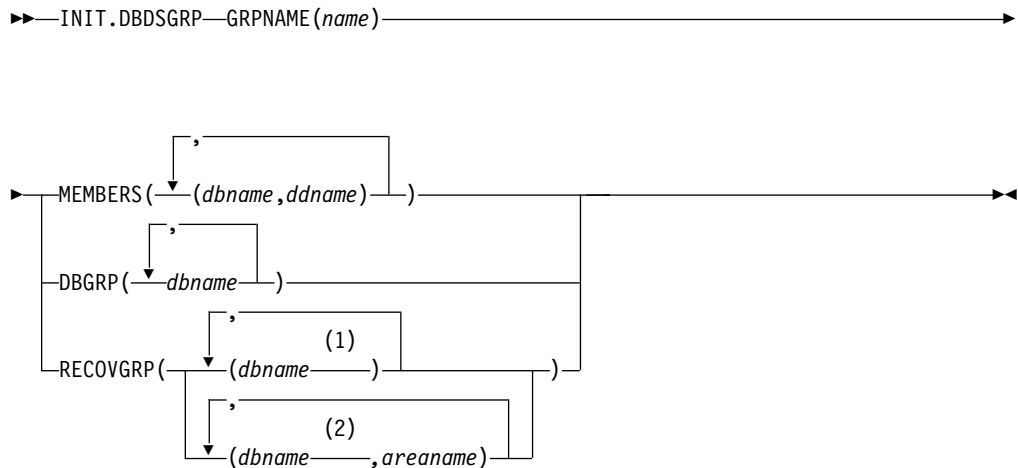 INIT.DBDSGRP GRPNAME(name)
,
MEMBERS( (dbname,ddname) )
,
DBGRP( dbname )
,
(1)
RECOVGRP( (dbname ) )
,
(2)
(dbname ,areaname)